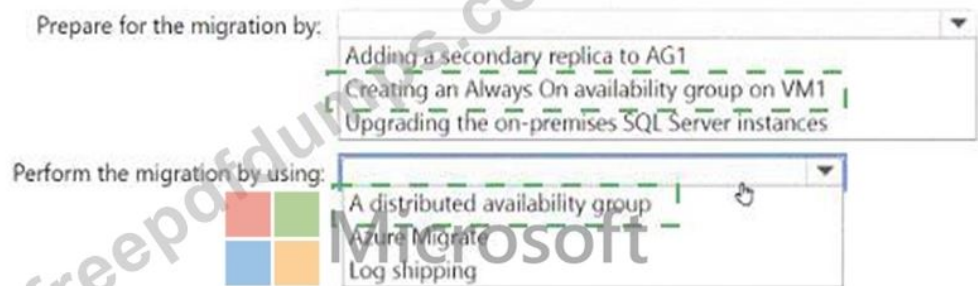 Prepare for the migration by:
Adding a secondary replica to AG1
Creating an Always On availability group on VM1
Upgrading the on-premises SQL Server instances
Perform the migration by using:
A distributed availability group
Azure Migrate
Log shipping
Microsoft
freepdfdumps.co